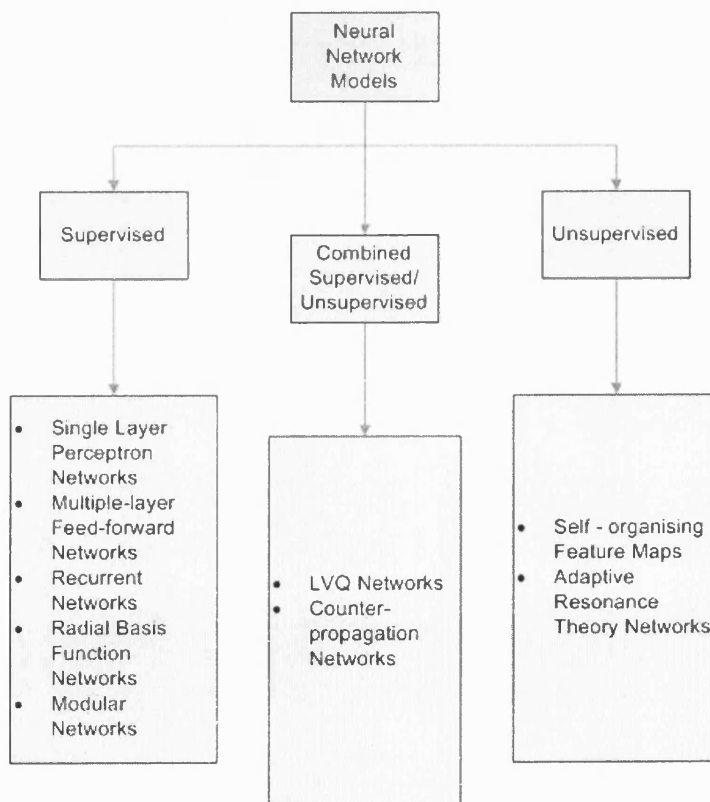 Neural
Network
Models
Supervised
Combined
Supervised/
Unsupervised
Unsupervised
• Single Layer
Perceptron
Networks
• Multiple-layer
Feed-forward
Networks
• Recurrent
Networks
• Radial Basis
Function
Networks
• Modular
Networks
• LVQ Networks
• Counter-
propagation
Networks
• Self - organising
Feature Maps
• Adaptive
Resonance
Theory Networks